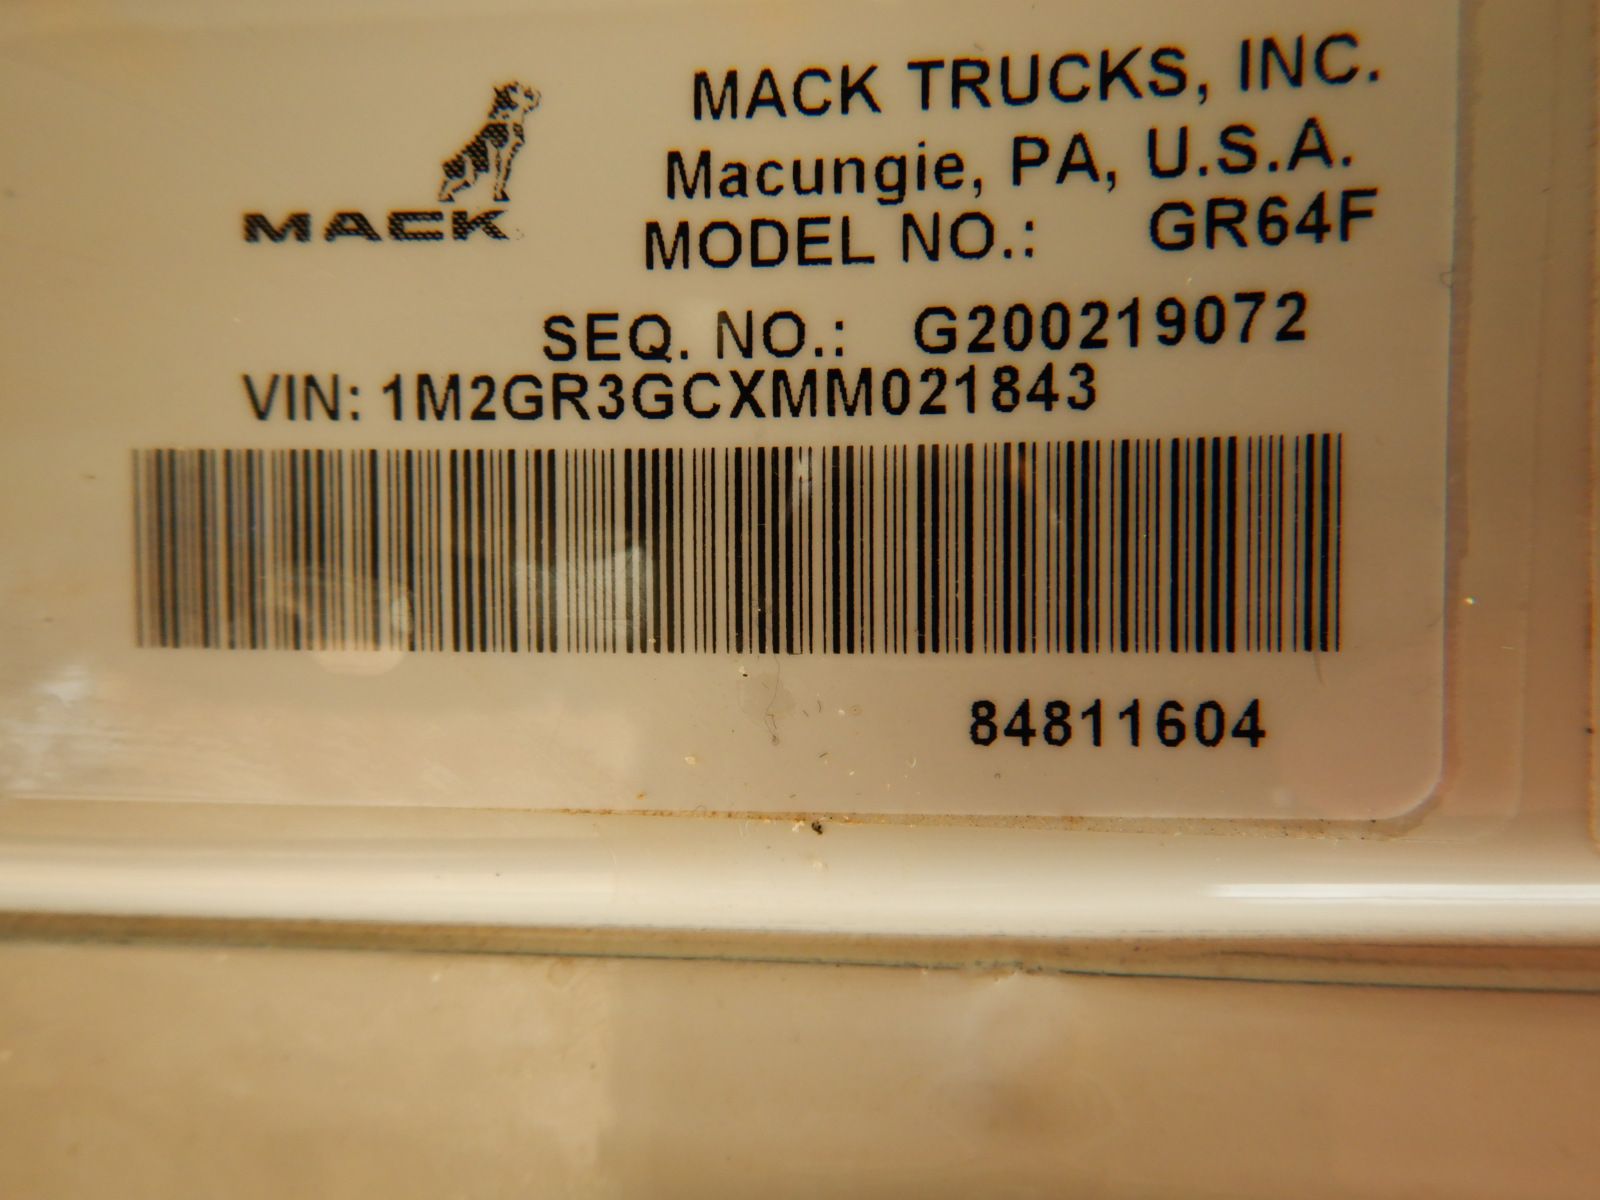 MACK TRUCKS, INC.
Macungie, PA, U.S.A.
MACK
MODEL NO.: GR64F
SEQ. NO.: G200219072
VIN: 1M2GR3GCXMM021843
84811604